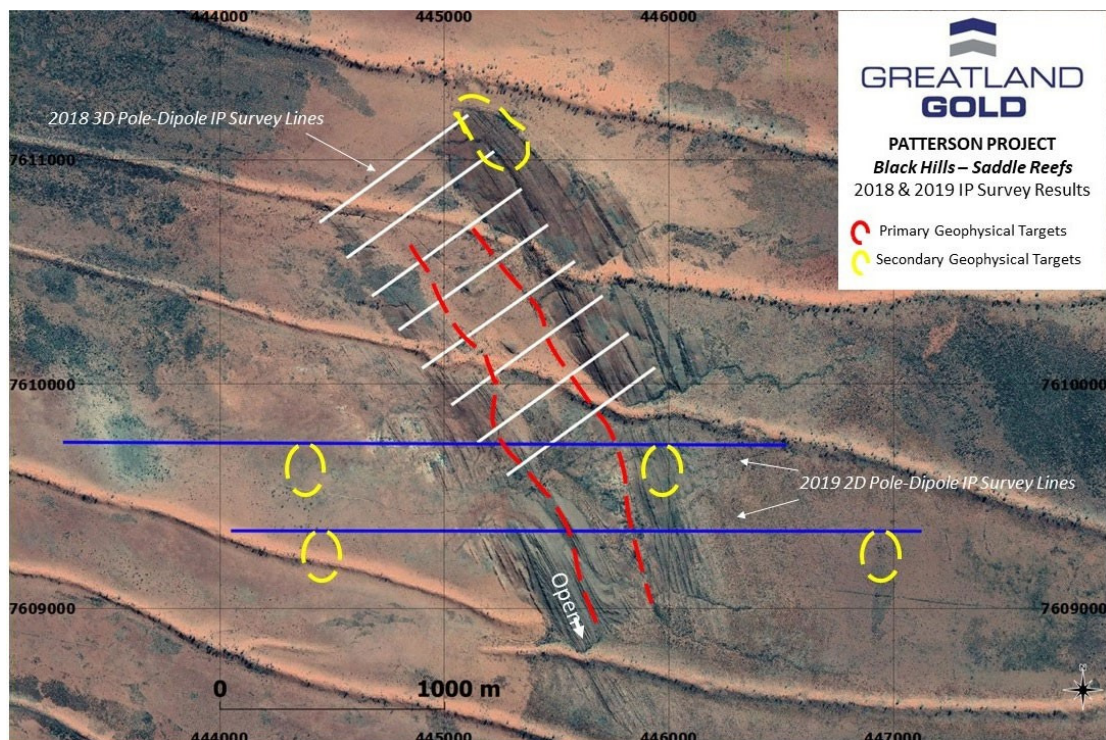 444000 445000 446000
GREATLAND
GOLD
PATTERSON PROJECT
Black Hills – Saddle Reefs
2018 & 2019 IP Survey Results
Primary Geophysical Targets
Secondary Geophysical Targets
2018 3D Pole-Dipole IP Survey Lines
7611000
7610000 7610000
2019 2D Pole-Dipole IP Survey Lines
7609000 7609000
Open
0 1000 m
444000 445000 446000 447000